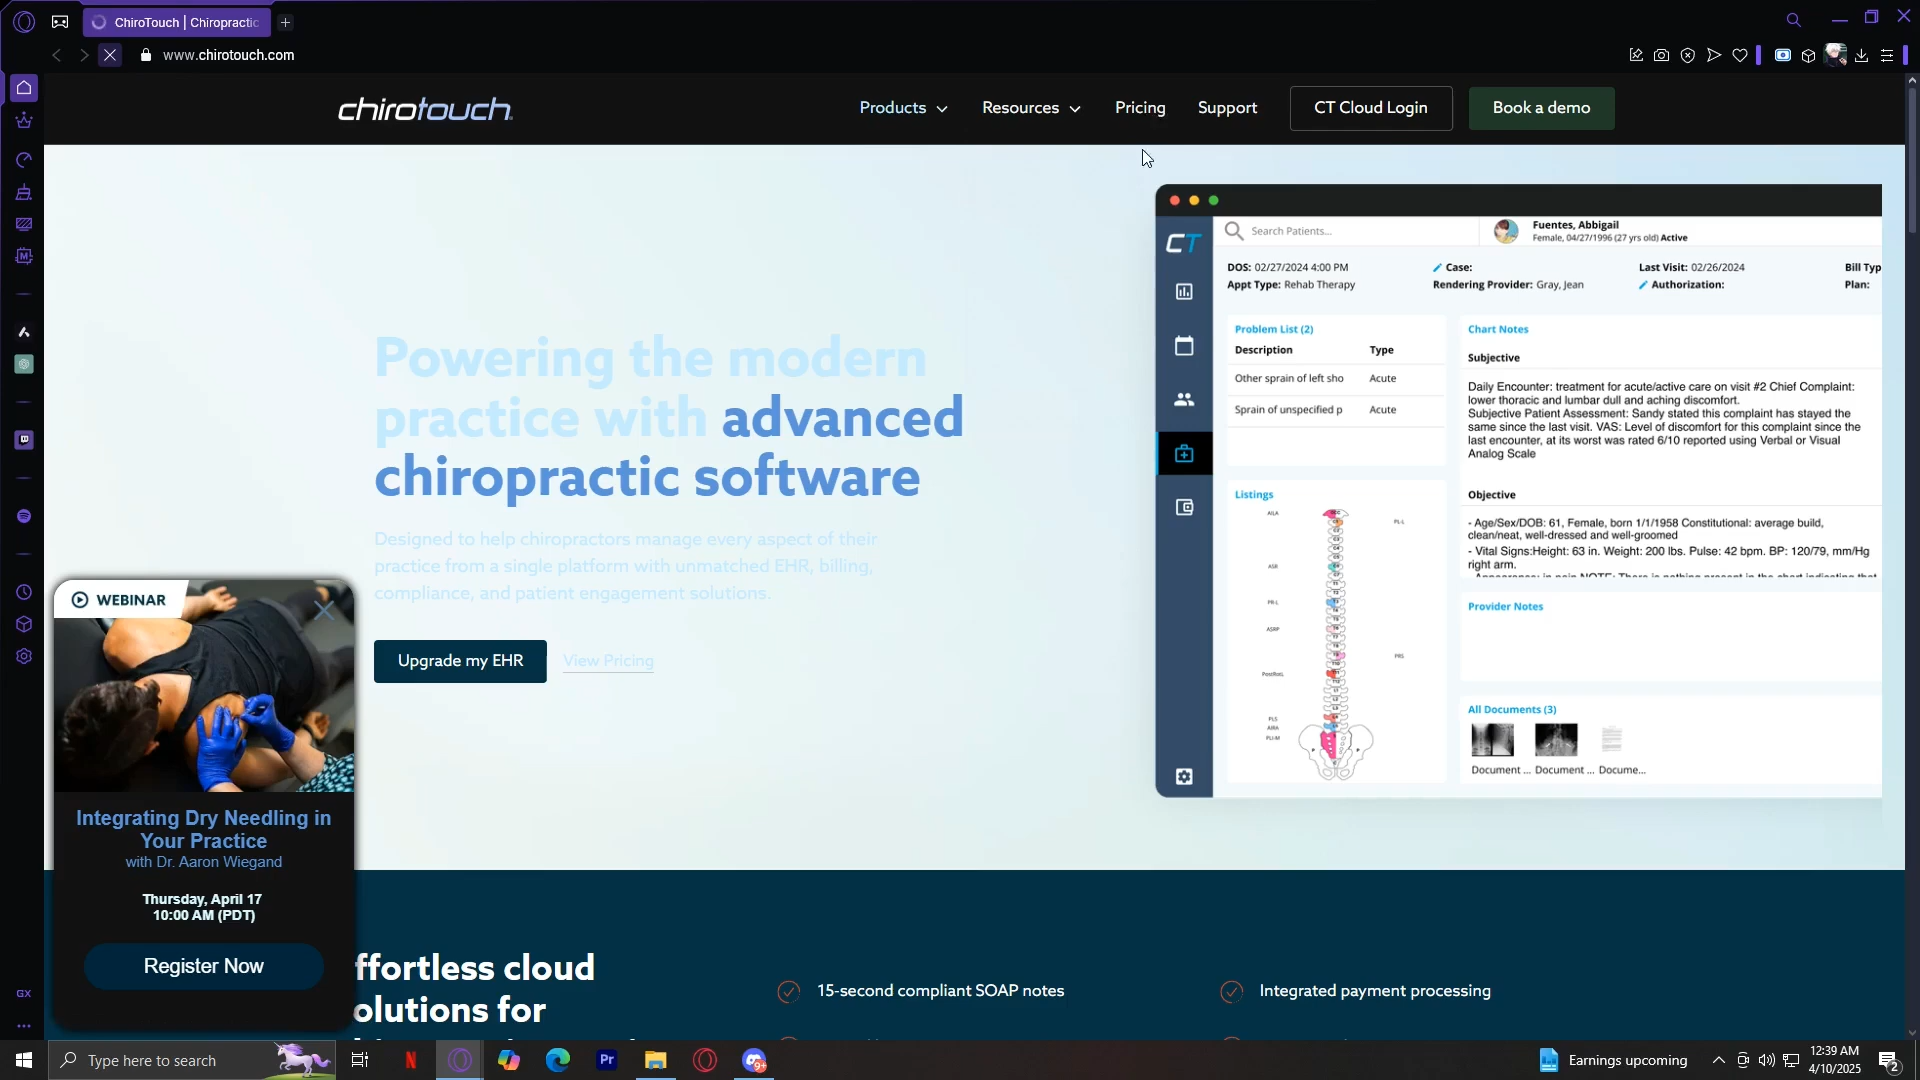 ChiroTouch | Chiropractic
www.chirotouch.com
chirotouch.
Products
Resources
Pricing
Support
CT Cloud Login
Book a demo
Powering the modern
practice with advanced
chiropractic software
Designed to help chiropractors manage every aspect of their
practice from a single platform with unmatched EHR, billing,
compliance, and patient engagement solutions.
Upgrade my EHR
View Pricing
CT
Search Patients...
Fuentes, Abbigail
Female, 04/27/1996 (27 yrs old) Active
DOS: 02/27/2024 4:00 PM
Case:
Last Visit: 02/26/2024
Bill Typ
Appt Type: Rehab Therapy
Rendering Provider: Gray, Jean
Authorization:
Plan:
Problem List (2)
Description
Type
Other sprain of left sho
Acute
Sprain of unspecified p
Acute
Listings
AILA
PL-L
ASR
PR-L
ASRP
PRS
PLS
PLI-M
Chart Notes
Subjective
Daily Encounter: treatment for acute/active care on visit #2 Chief Complaint:
lower thoracic and lumbar dull and aching discomfort.
Subjective Patient Assessment: Sandy stated this complaint has stayed the
same since the last visit. VAS: Level of discomfort for this complaint since the
last encounter, at its worst was rated 6/10 reported using Verbal or Visual
Analog Scale
Objective
- Age/Sex/DOB: 61, Female, born 1/1/1958 Constitutional: average build,
clean/neat, well-dressed and well-groomed
- Vital Signs:Height: 63 in. Weight: 200 lbs. Pulse: 42 bpm. BP: 120/79, mm/Hg
right arm.
Provider Notes
All Documents (3)
Document ...
Document ...
Docume...
WEBINAR
Integrating Dry Needling in
Your Practice
with Dr. Aaron Wiegand
Thursday, April 17
10:00 AM (PDT)
Register Now
ffortless cloud
olutions for
15-second compliant SOAP notes
Integrated payment processing
GX
Type here to search
Pr
9+
Earnings upcoming
12:39 AM
4/10/2025
2